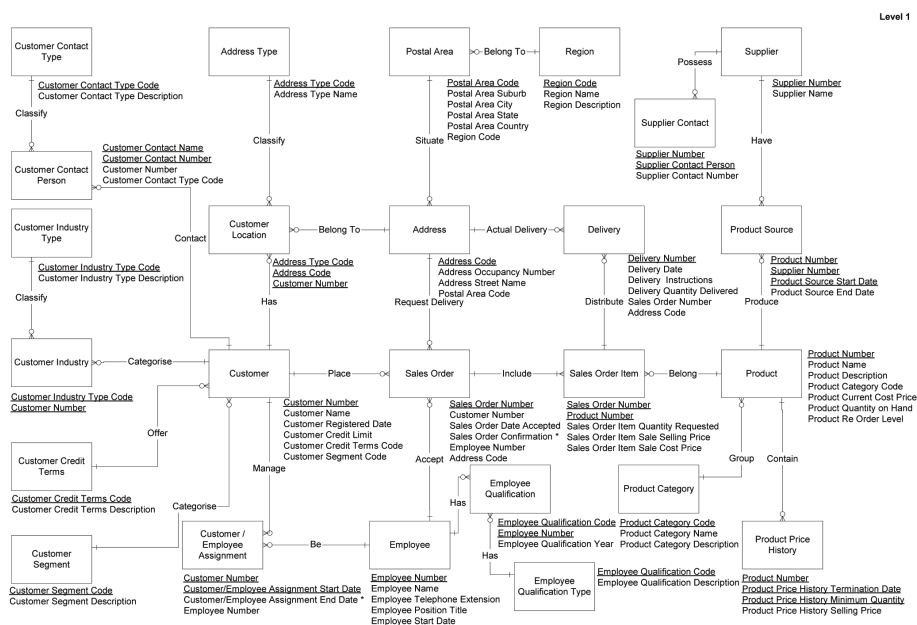 Level 1
Customer Contact
Type
Customer Contact Type Code
Customer Contact Type Description
Classify
Address Type
Address Type Code
Address Type Name
Classify
Postal Area
Belong To
Region
Postal Area Code
Postal Area Suburb
Postal Area City
Postal Area State
Postal Area Country
Region Code
Region Code
Region Name
Region Description
Situate
Supplier
Possess
Supplier Number
Supplier Name
Supplier Contact
Supplier Number
Supplier Contact Person
Supplier Contact Number
Have
Customer Contact
Person
Customer Contact Name
Customer Contact Number
Customer Number
Customer Contact Type Code
Contact
Customer Industry
Type
Customer Industry Type Code
Customer Industry Type Description
Classify
Customer
Location
Belong To
Address
Actual Delivery
Delivery
Product Source
Address Type Code
Address Code
Customer Number
Has
Address Code
Address Occupancy Number
Address Street Name
Postal Area Code
Request Delivery
Delivery Number
Delivery Date
Delivery Instructions
Delivery Quantity Delivered
Sales Order Number
Address Code
Distribute
Product Number
Supplier Number
Product Source Start Date
Product Source End Date
Produce
Customer Industry
Categorise
Customer
Place
Sales Order
Include
Sales Order Item
Belong
Product
Customer Industry Type Code
Customer Number
Customer Number
Customer Name
Customer Registered Date
Customer Credit Limit
Customer Credit Terms Code
Customer Segment Code
Sales Order Number
Customer Number
Sales Order Date Accepted
Sales Order Confirmation *
Employee Number
Address Code
Sales Order Number
Product Number
Sales Order Item Quantity Requested
Sales Order Item Sale Selling Price
Sales Order Item Sale Cost Price
Product Number
Product Name
Product Description
Product Category Code
Product Current Cost Price
Product Quantity on Hand
Product Re Order Level
Offer
Manage
Accept
Group
Contain
Customer Credit
Terms
Customer Credit Terms Code
Customer Credit Terms Description
Categorise
Has
Employee
Qualification
Employee Qualification Code
Employee Number
Employee Qualification Year
Product Category
Product Category Code
Product Category Name
Product Category Description
Product Price
History
Product Number
Product Price History Termination Date
Product Price History Minimum Quantity
Product Price History Selling Price
Customer
Segment
Customer Segment Code
Customer Segment Description
Customer /
Employee
Assignment
Be
Employee
Customer Number
Customer/Employee Assignment Start Date
Customer/Employee Assignment End Date *
Employee Number
Employee Number
Employee Name
Employee Telephone Extension
Employee Position Title
Employee Start Date
Has
Employee
Qualification Type
Employee Qualification Code
Employee Qualification Description